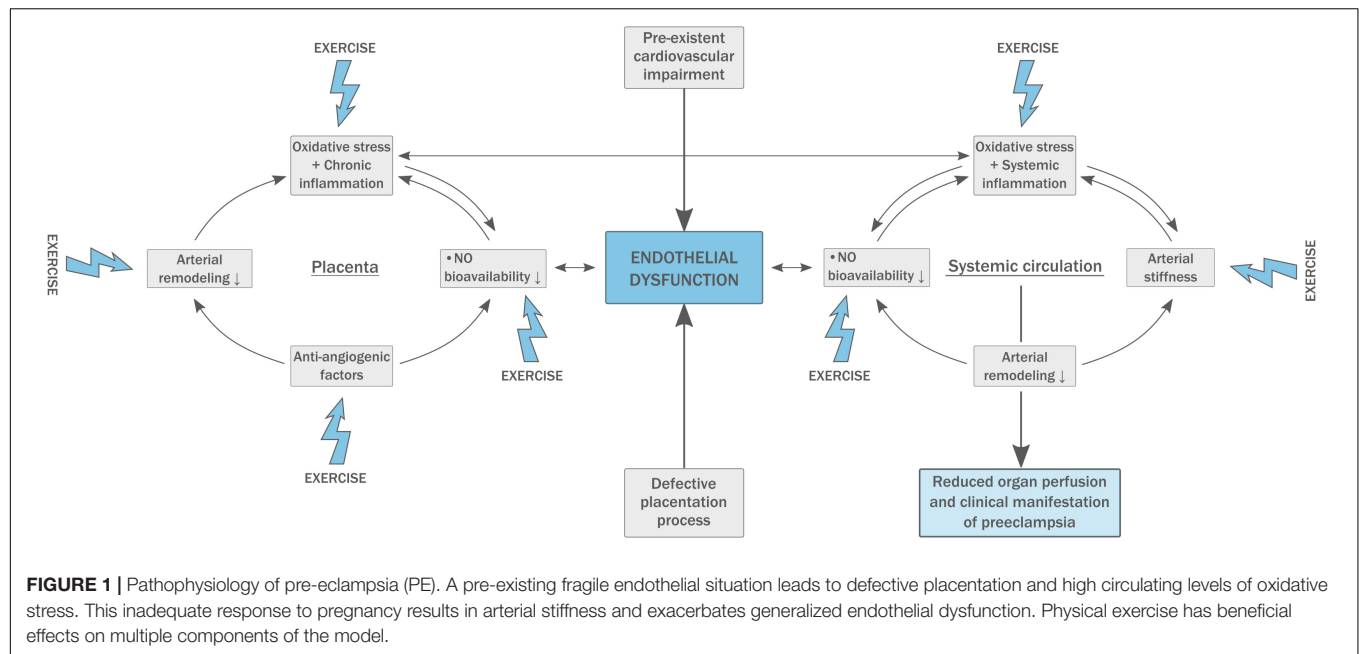 EXERCISE
Pre-existent
cardiovascular
impairment
EXERCISE
Oxidative stress
+ Chronic
inflammation
Oxidative stress
+ Systemic
inflammation
EXERCISE
Arterial
remodeling ↓
Placenta
• NO
bioavailability ↓
ENDOTHELIAL
DYSFUNCTION
• NO
bioavailability ↓
Systemic circulation
Arterial
stiffness
EXERCISE
Anti-angiogenic
factors
EXERCISE
EXERCISE
Arterial
remodeling ↓
EXERCISE
Defective
placentation
process
Reduced organ perfusion
and clinical manifestation
of preeclampsia
FIGURE 1 | Pathophysiology of pre-eclampsia (PE). A pre-existing fragile endothelial situation leads to defective placentation and high circulating levels of oxidative
stress. This inadequate response to pregnancy results in arterial stiffness and exacerbates generalized endothelial dysfunction. Physical exercise has beneficial
effects on multiple components of the model.